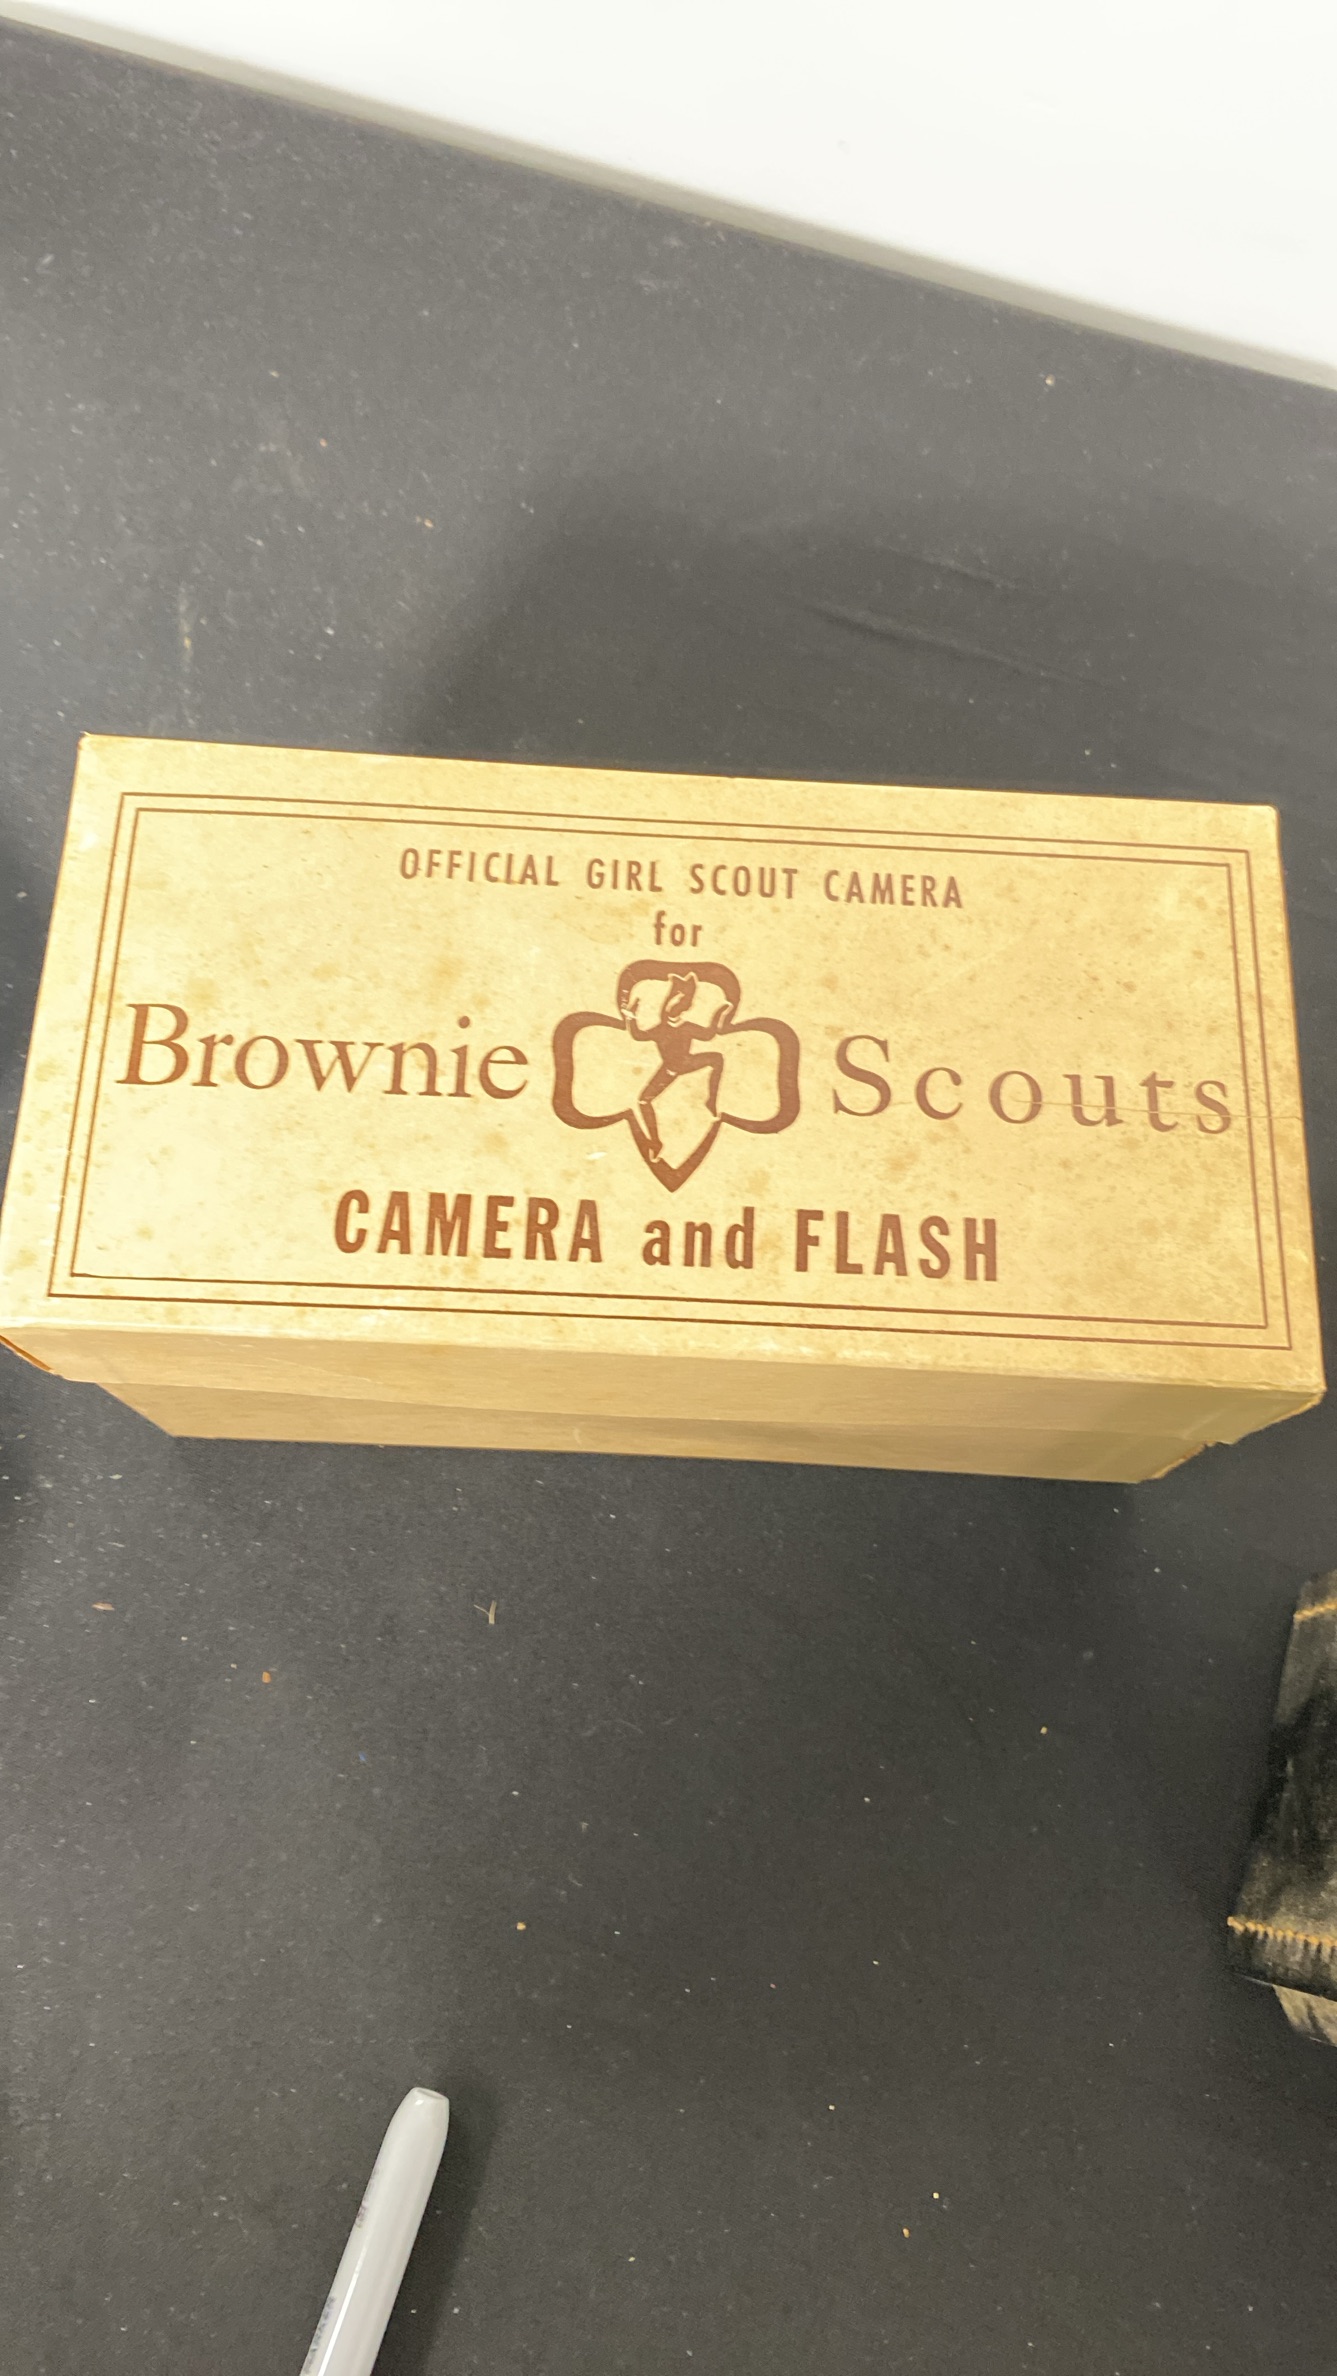 OFFICIAL GIRL SCOUT CAMERA
for
Brownie Scouts
CAMERA and FLASH